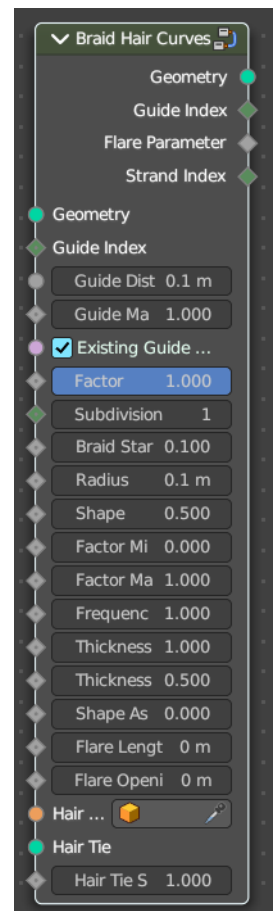 Braid Hair Curves
Geometry
Guide Index
Flare Parameter
Strand Index
Geometry
Guide Index
Guide Dist 0.1 m
Guide Ma 1.000
Existing Guide ...
Factor 1.000
Subdivision 1
Braid Star 0.100
Radius 0.1 m
Shape 0.500
Factor Mi 0.000
Factor Ma 1.000
Frequenc 1.000
Thickness 1.000
Thickness 0.500
Shape As 0.000
Flare Lengt 0 m
Flare Openi 0 m
Hair ...
Hair Tie
Hair Tie S 1.000